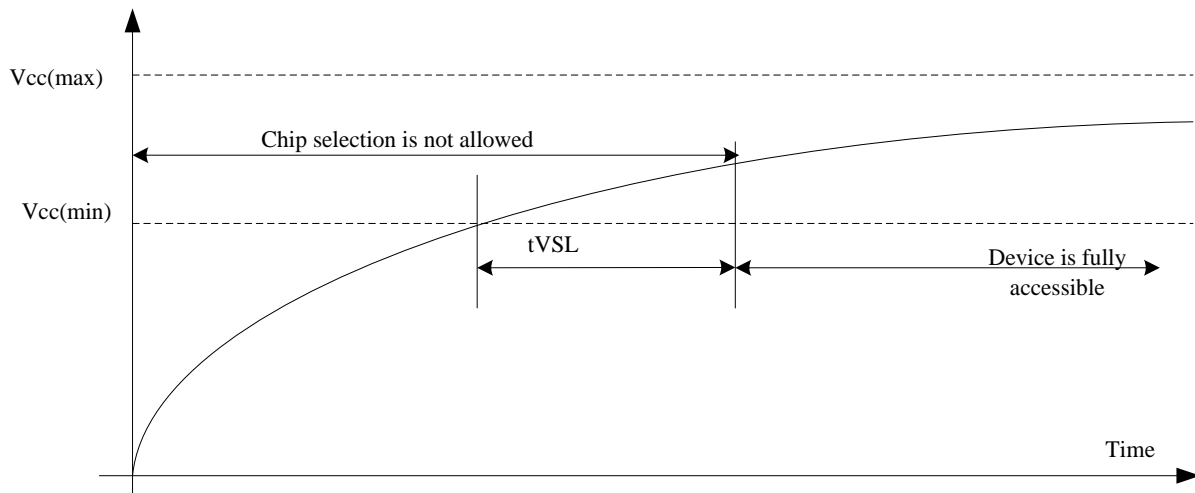 Vcc(max)
Chip selection is not allowed
Vcc(min)
tVSL
Device is fully
accessible
Time